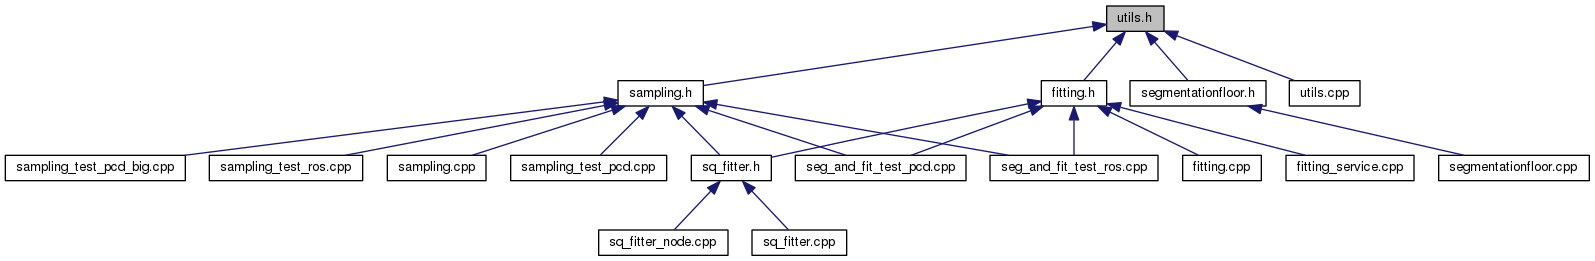 utils.h
sampling.h
fitting.h
segmentationfloor.h
utils.cpp
sampling_test_pcd_big.cpp
sampling_test_ros.cpp
sampling.cpp
sampling_test_pcd.cpp
sq_fitter.h
seg_and_fit_test_pcd.cpp
seg_and_fit_test_ros.cpp
fitting.cpp
fitting_service.cpp
segmentationfloor.cpp
sq_fitter_node.cpp
sq_fitter.cpp